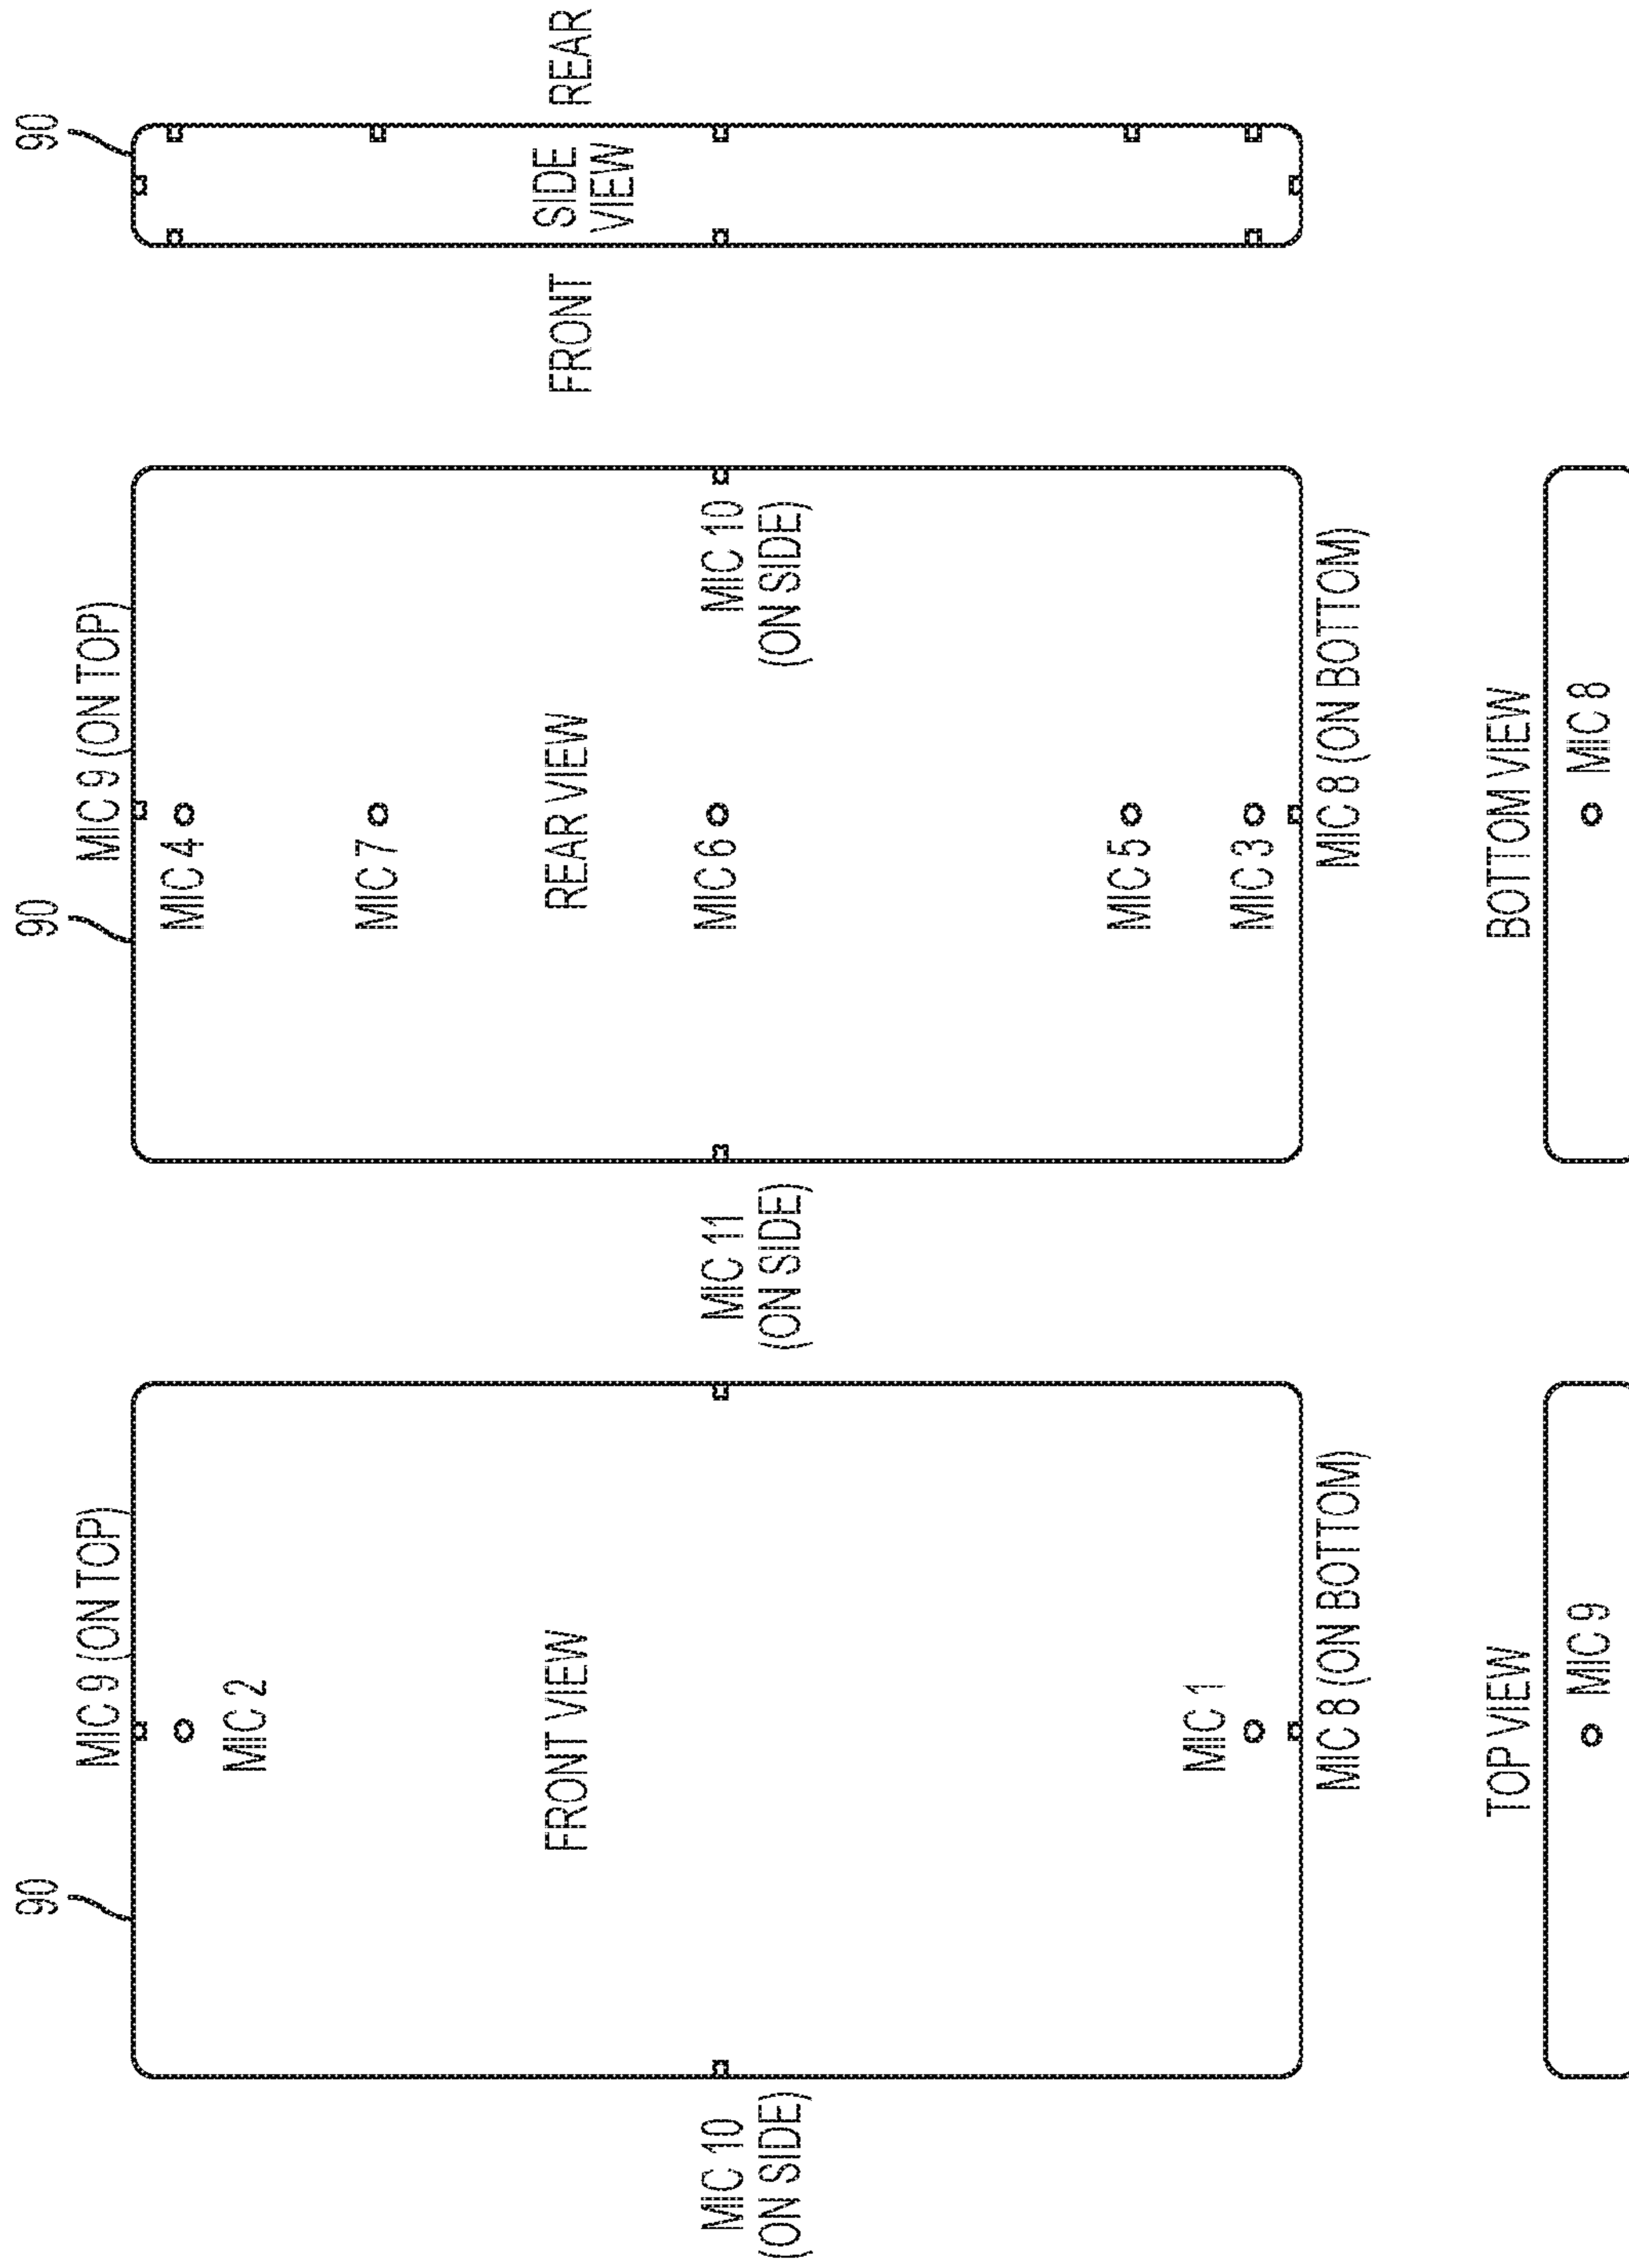 90
MIC 9 (ON TOP)
MIC 2
FRONT VIEW
MIC 10
(ON SIDE)
MIC 11
(ON SIDE)
MIC 1
MIC 8 (ON BOTTOM)
90
MIC 9 (ON TOP)
MIC 4
MIC 7
REAR VIEW
MIC 6
MIC 10
(ON SIDE)
MIC 5
MIC 3
MIC 8 (ON BOTTOM)
90
FRONT
SIDE
VIEW
REAR
TOP VIEW
MIC 9
BOTTOM VIEW
MIC 8